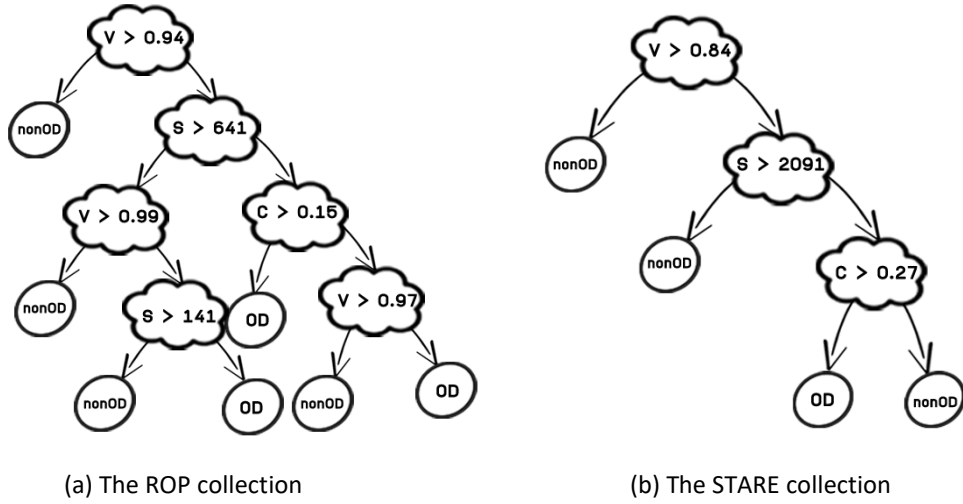 V > 0.94
nonOD
S > 641
V > 0.99
C > 0.15
nonOD
S > 141
OD
V > 0.97
nonOD
OD
nonOD
OD
(a) The ROP collection
V > 0.84
nonOD
S > 2091
nonOD
C > 0.27
OD
nonOD
(b) The STARE collection